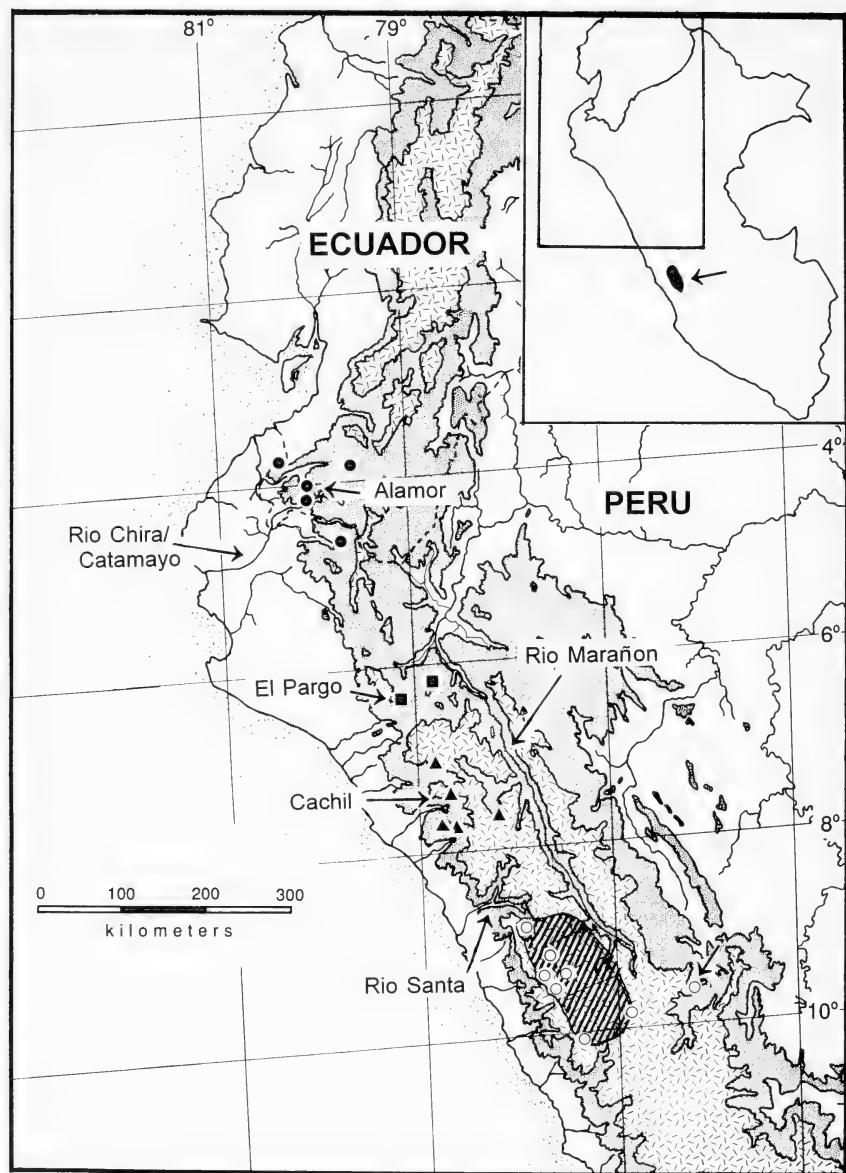 81°
79°
ECUADOR
4°
Alamor
PERU
Rio Chira/
Catamayo
6°
Rio Marañon
El Pargo
Cachil
8°
0 100 200 300
kilometers
Rio Santa
10°